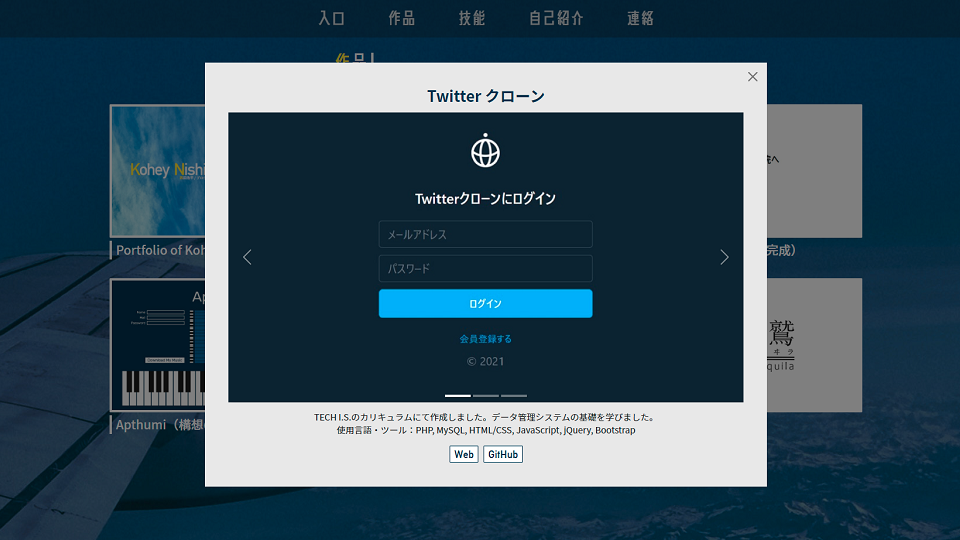 入口 作品 技能 自己紹介 連絡
作品
Twitter クローン
Kohey Nishi
Twitterクローンにログイン
メールアドレス
パスワード
ログイン
会員登録する
© 2021
Portfolio of Koh
完成）
鷲
ヰラ
quila
Download My Music
Apthumi（構想
TECH I.S.のカリキュラムにて作成しました。データ管理システムの基礎を学びました。
使用言語・ツール：PHP, MySQL, HTML/CSS, JavaScript, jQuery, Bootstrap
Web GitHub